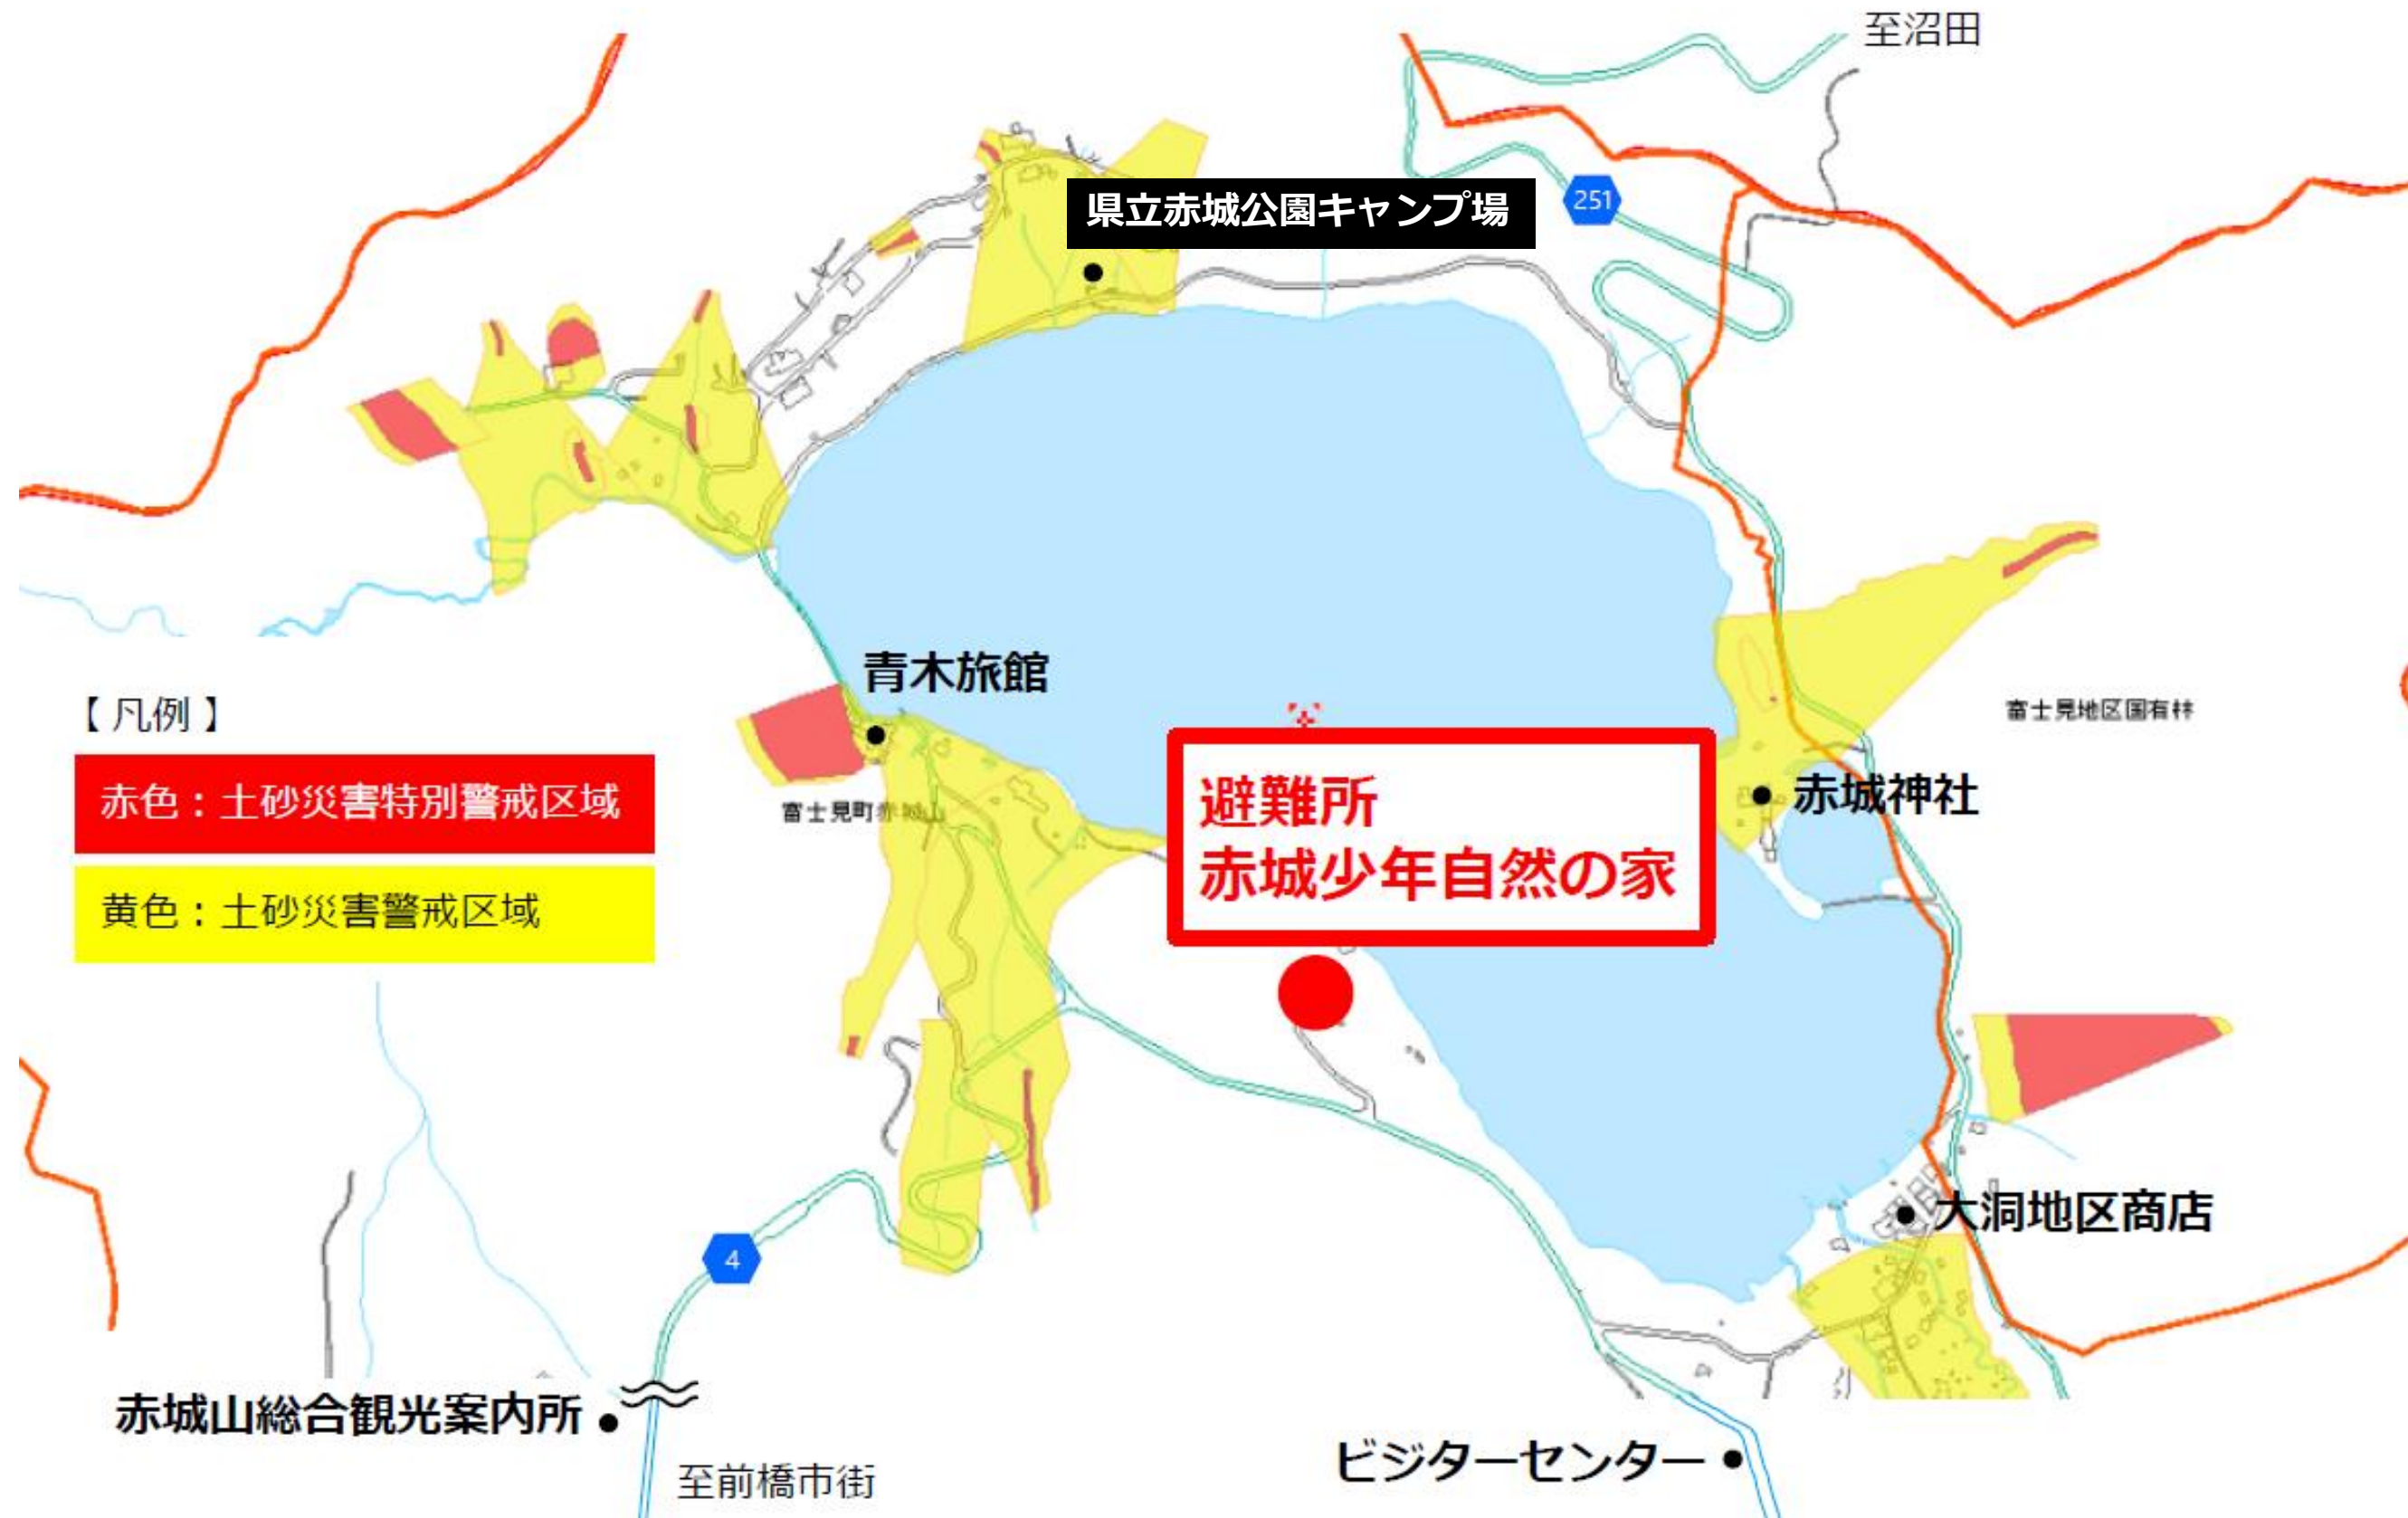 至沼田
県立赤城公園キャンプ場
251
青木旅館
【 凡例 】
赤色：土砂災害特別警戒区域
黄色：土砂災害警戒区域
富士見町赤城山
避難所
赤城少年自然の家
富士見地区国有林
赤城神社
大洞地区商店
4
赤城山総合観光案内所
至前橋市街
ビジターセンター